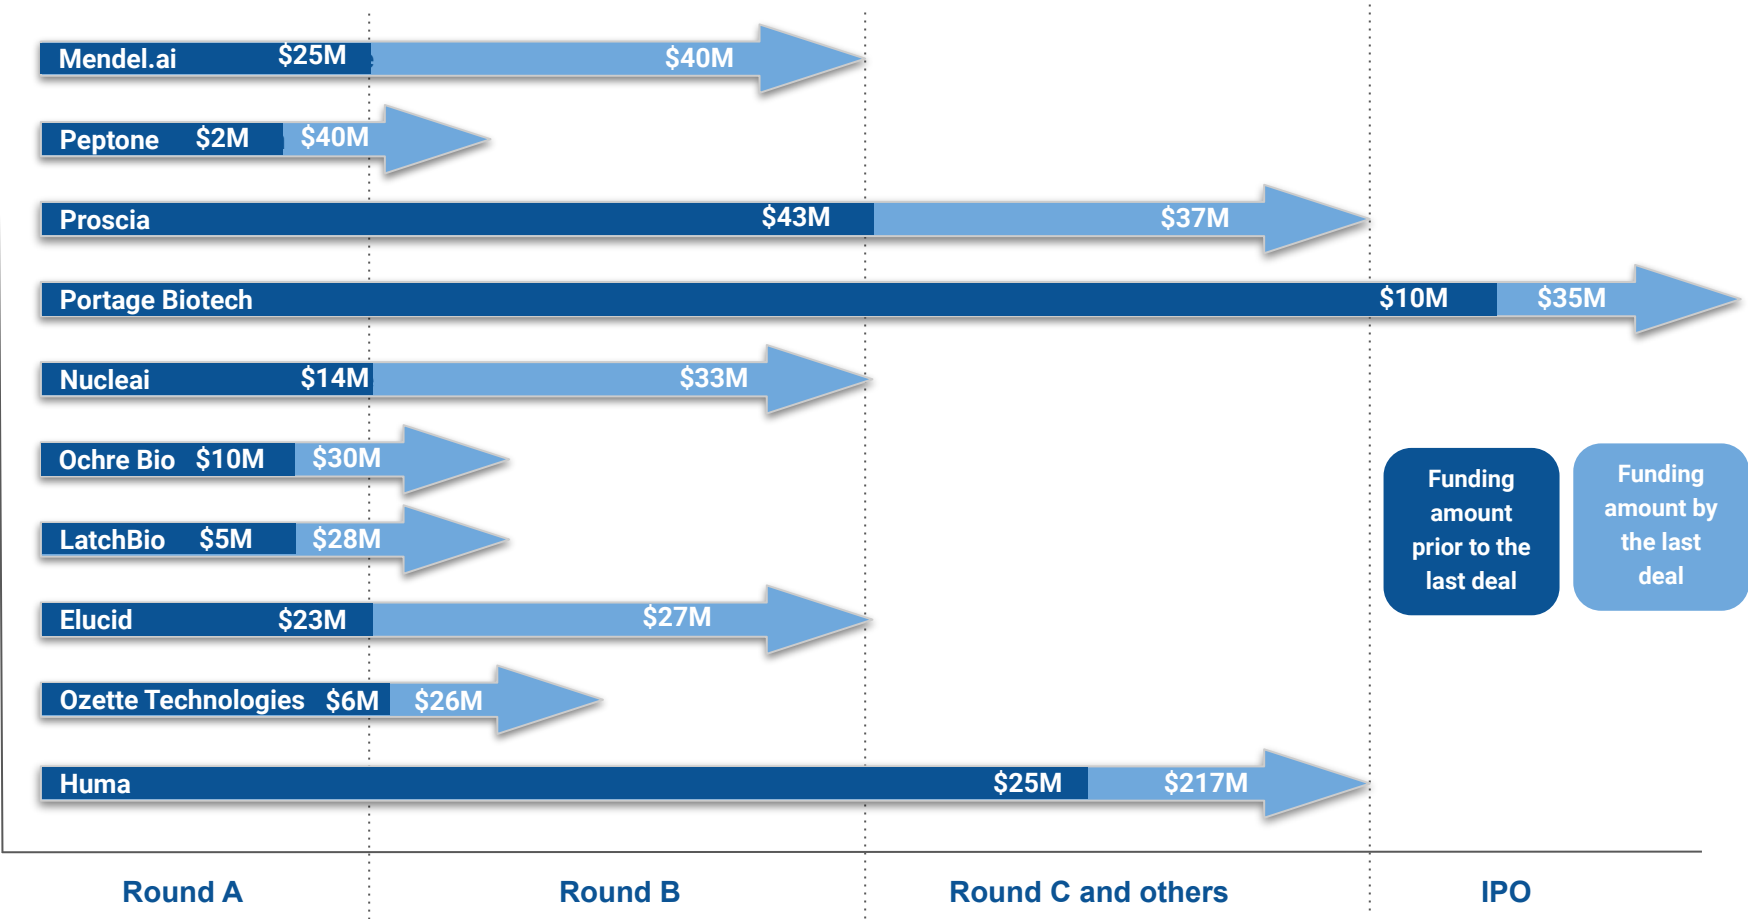 Mendel.ai $25M $40M
Peptone $2M $40M
Proscia $43M $37M
Portage Biotech $10M $35M
Nucleai $14M $33M
Ochre Bio $10M $30M
LatchBio $5M $28M
Elucid $23M $27M
Ozette Technologies $6M $26M
Huma $25M $217M
Funding
amount
prior to the
last deal
Funding
amount by
the last
deal
Round A Round B Round C and others IPO